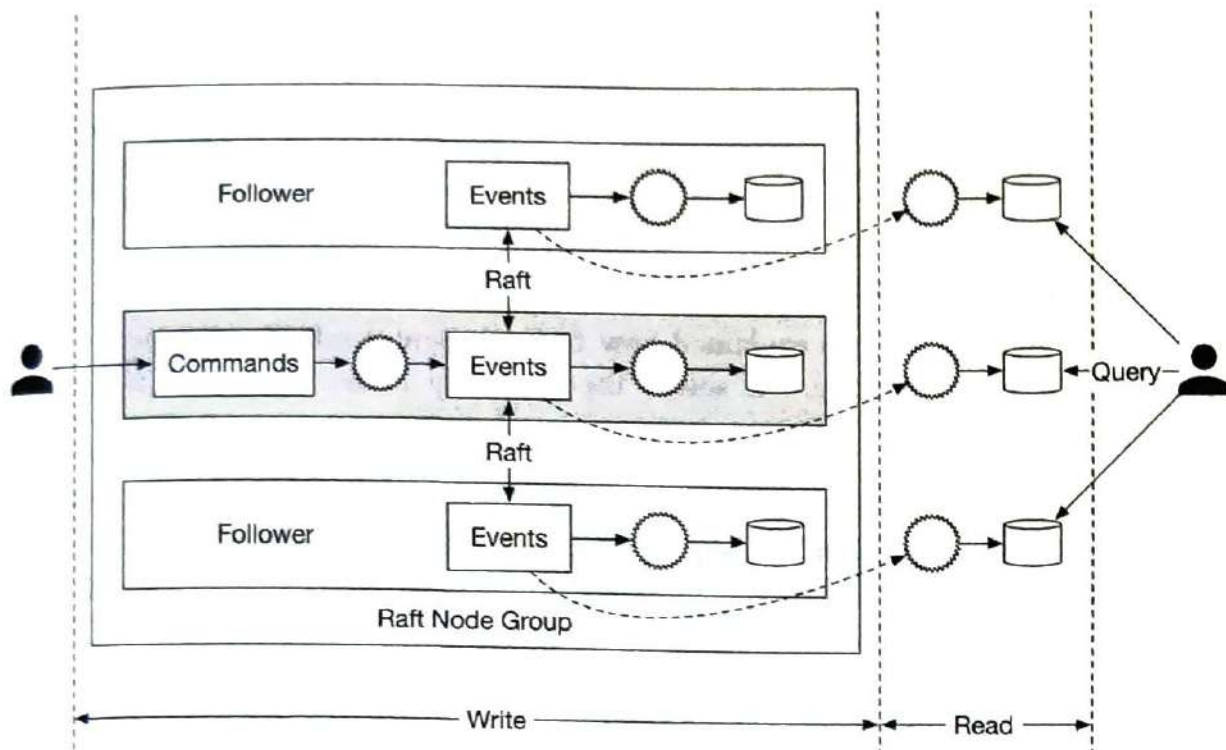 Follower
Events
Raft
Commands
Events
Query
Raft
Follower
Events
Raft Node Group
Write
Read